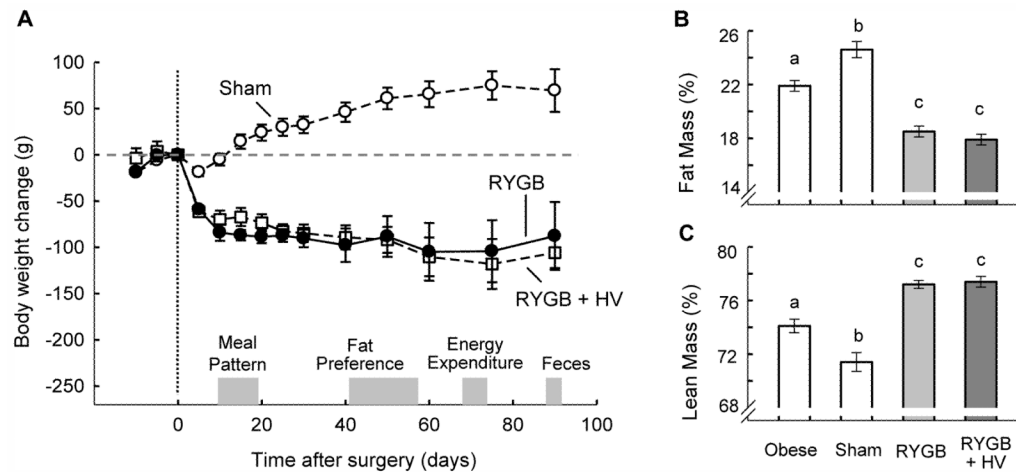 A
Body weight change (g)
100
50
0
-50
-100
-150
-200
-250
Sham
RYGB
RYGB + HV
Meal
Pattern
Fat
Preference
Energy
Expenditure
Feces
0
20
40
60
80
100
Time after surgery (days)
B
Fat Mass (%)
26
22
18
14
a
b
c
c
C
Lean Mass (%)
80
76
72
68
a
b
c
c
Obese
Sham
RYGB
RYGB
+ HV